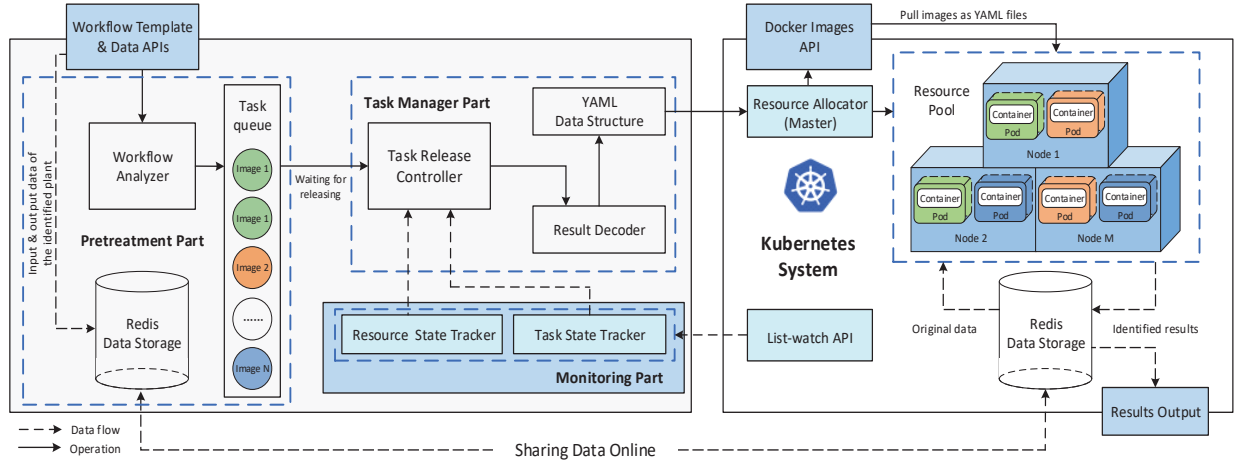 Workflow Template
& Data APIs
Input & output data of
the identified plant
Workflow
Analyzer
Pretreatment Part
Redis
Data Storage
Task
queue
Image 1
Image 1
Image 2
......
Image N
Waiting for
releasing
Task Manager Part
Task Release
Controller
YAML
Data Structure
Result Decoder
Resource State Tracker
Task State Tracker
Monitoring Part
Docker Images
API
Pull images as YAML files
Resource Allocator
(Master)
Kubernetes
System
List-watch API
Resource
Pool
Container
Pod
Container
Pod
Node 1
Container
Pod
Container
Pod
Node 2
Container
Pod
Container
Pod
Node M
Original data
Redis
Data Storage
Identified results
Results Output
Data flow
Operation
Sharing Data Online